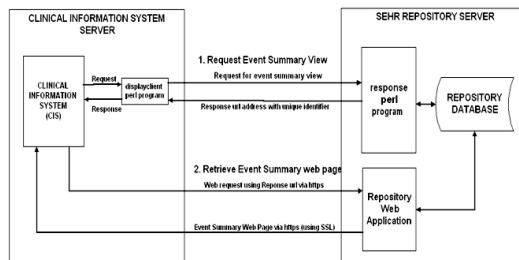 CLINICAL INFORMATION SYSTEM
SERVER
SEHR REPOSITORY SERVER
1. Request Event Summary View
Request for event summary view
Response url address with unique identifier
CLINICAL
INFORMATION
SYSTEM
(CIS)
Request
Response
displayclient
perl program
response
perl
program
REPOSITORY
DATABASE
2. Retrieve Event Summary web page
Web request using Reponse url via https
Event Summary Web Page via https (using SSL)
Repository
Web
Application